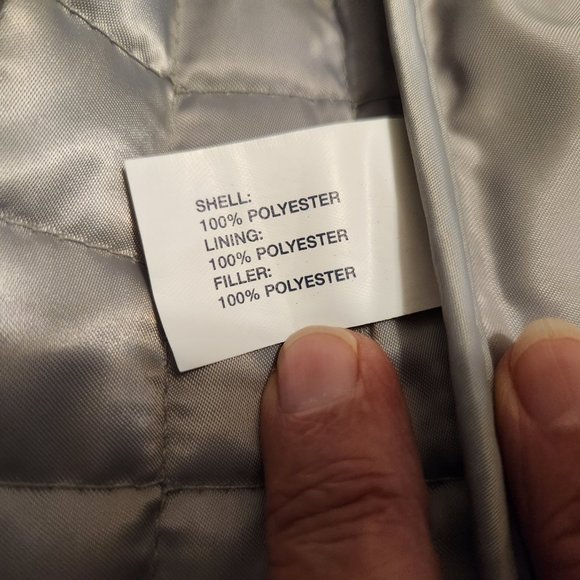 SHELL:
100% POLYESTER
LINING:
100% POLYESTER
FILLER:
100% POLYESTER